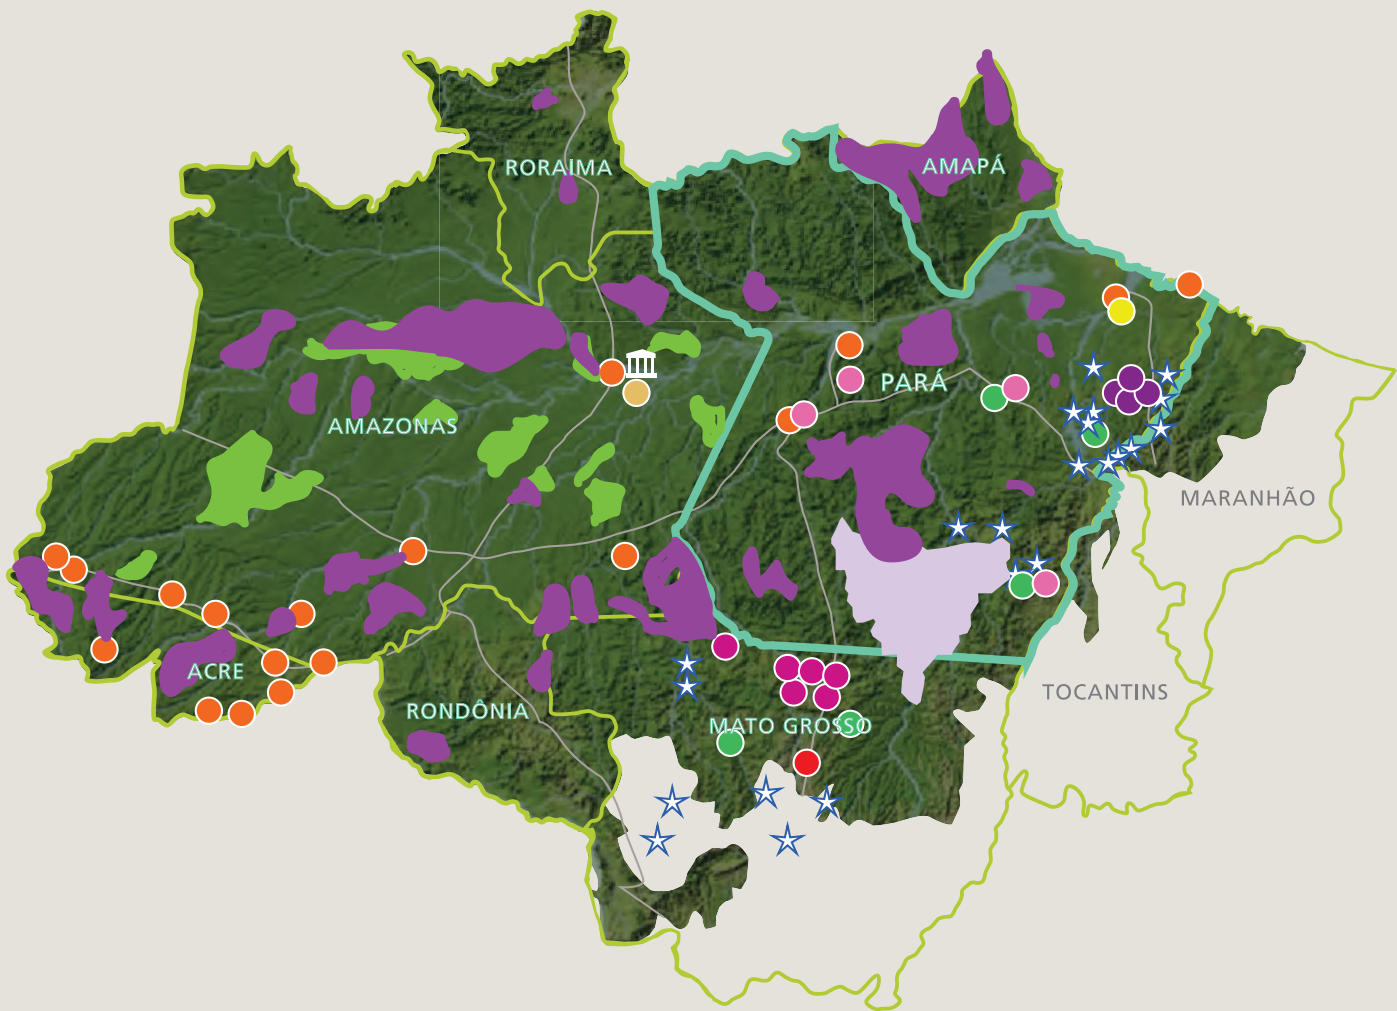 RORAIMA
AMAPÁ
PARÁ
AMAZONAS
MARANHÃO
ACRE
TOCANTINS
RONDÔNIA
MATO GROSSO